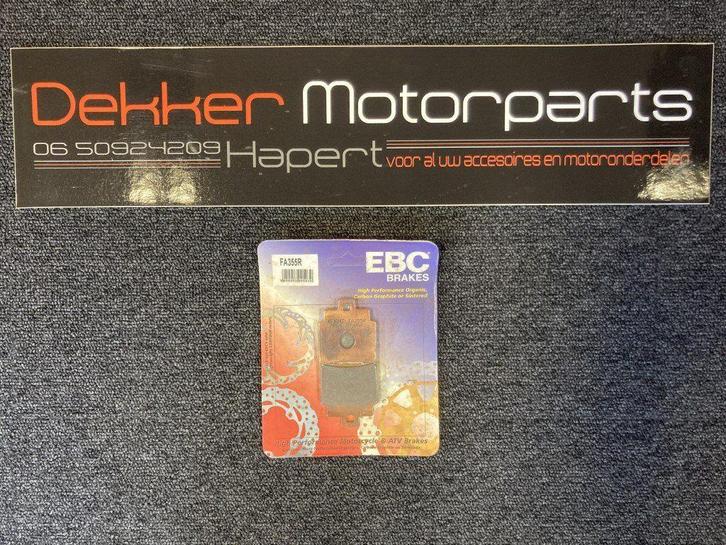 Dekker Motorparts
06 50924209 Hapert voor al uw accesoires en motoronderdelen
FA355R
EBC
BRAKES
High Performance Organic,
Carbon Graphite or Sintered
High Performance Motorcycle & ATV Brakes